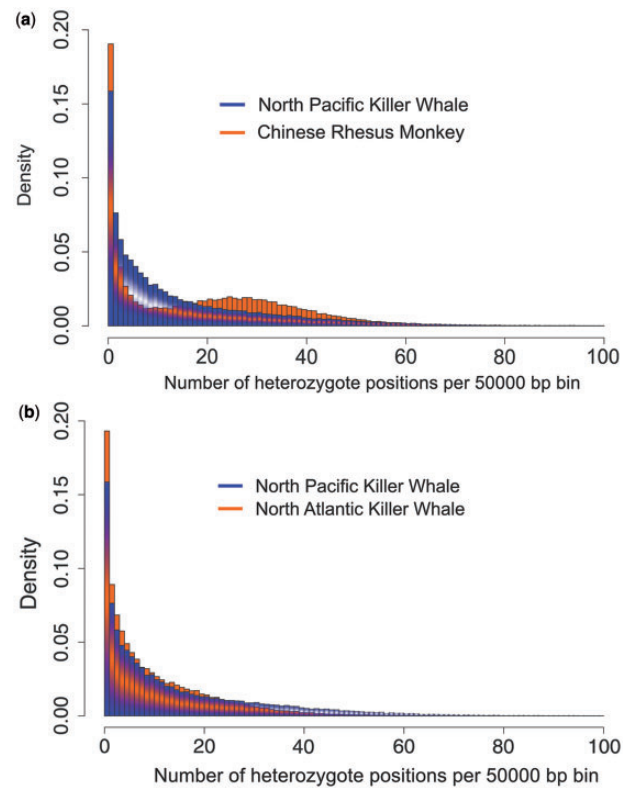 (a)
0.20
0.15
0.10
0.05
0.00
Density
North Pacific Killer Whale
Chinese Rhesus Monkey
0 20 40 60 80 100
Number of heterozygote positions per 50000 bp bin
(b)
0.20
0.15
0.10
0.05
0.00
Density
North Pacific Killer Whale
North Atlantic Killer Whale
0 20 40 60 80 100
Number of heterozygote positions per 50000 bp bin